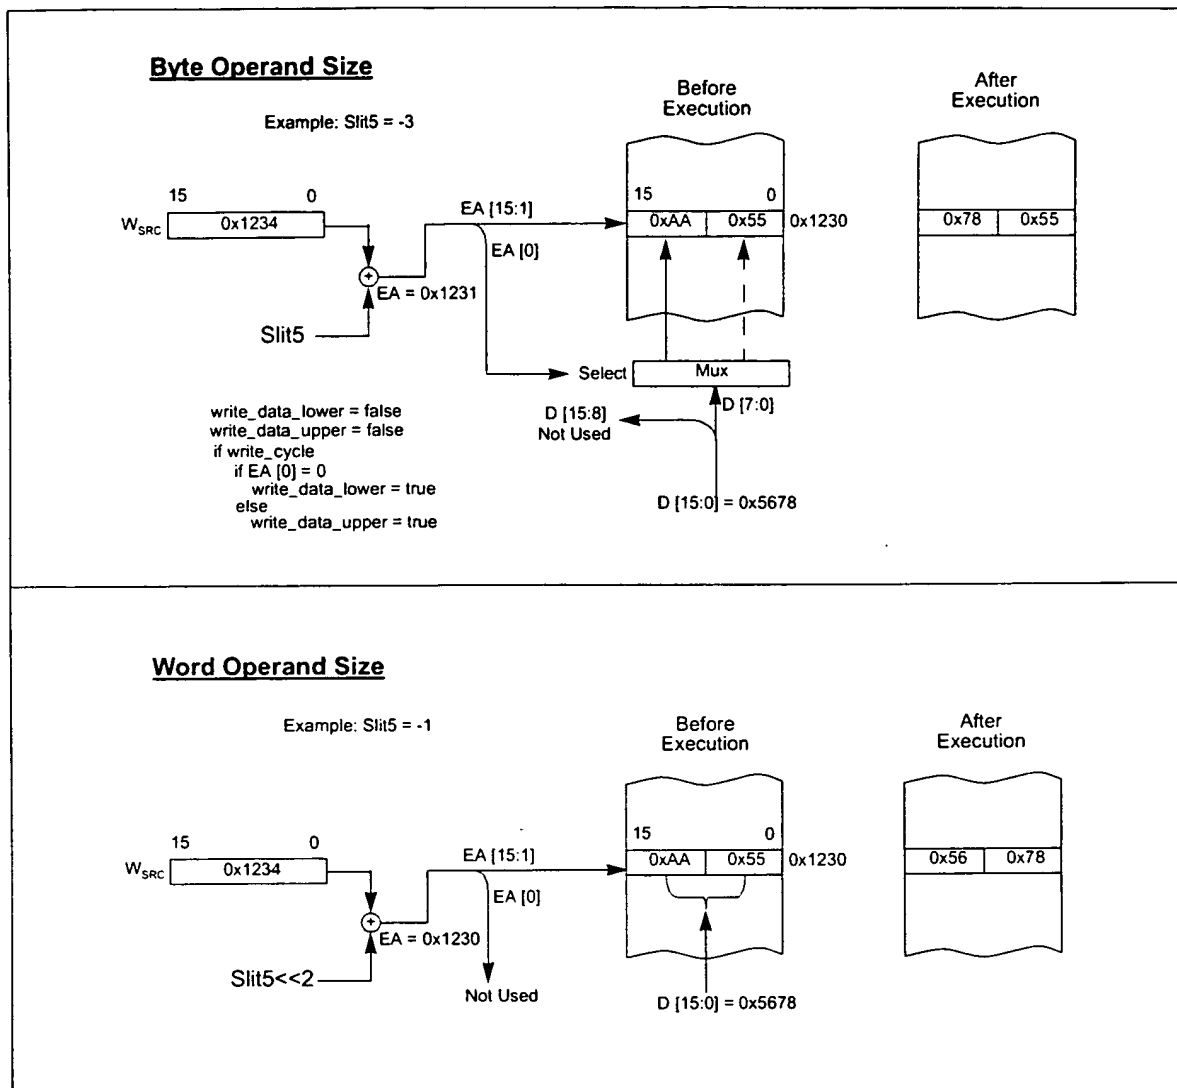 Byte Operand Size
Example: Slit5 = -3
Before
Execution
After
Execution
15 0
W_SRC 0x1234
EA [15:1]
EA [0]
EA = 0x1231
Slit5
15 0
0xAA 0x55 0x1230
0x78 0x55
Select Mux
D [7:0]
D [15:8]
Not Used
D [15:0] = 0x5678
write_data_lower = false
write_data_upper = false
if write_cycle
if EA [0] = 0
write_data_lower = true
else
write_data_upper = true
Word Operand Size
Example: Slit5 = -1
Before
Execution
After
Execution
15 0
W_SRC 0x1234
EA [15:1]
EA [0]
EA = 0x1230
Slit5<<2
Not Used
15 0
0xAA 0x55 0x1230
0x56 0x78
D [15:0] = 0x5678